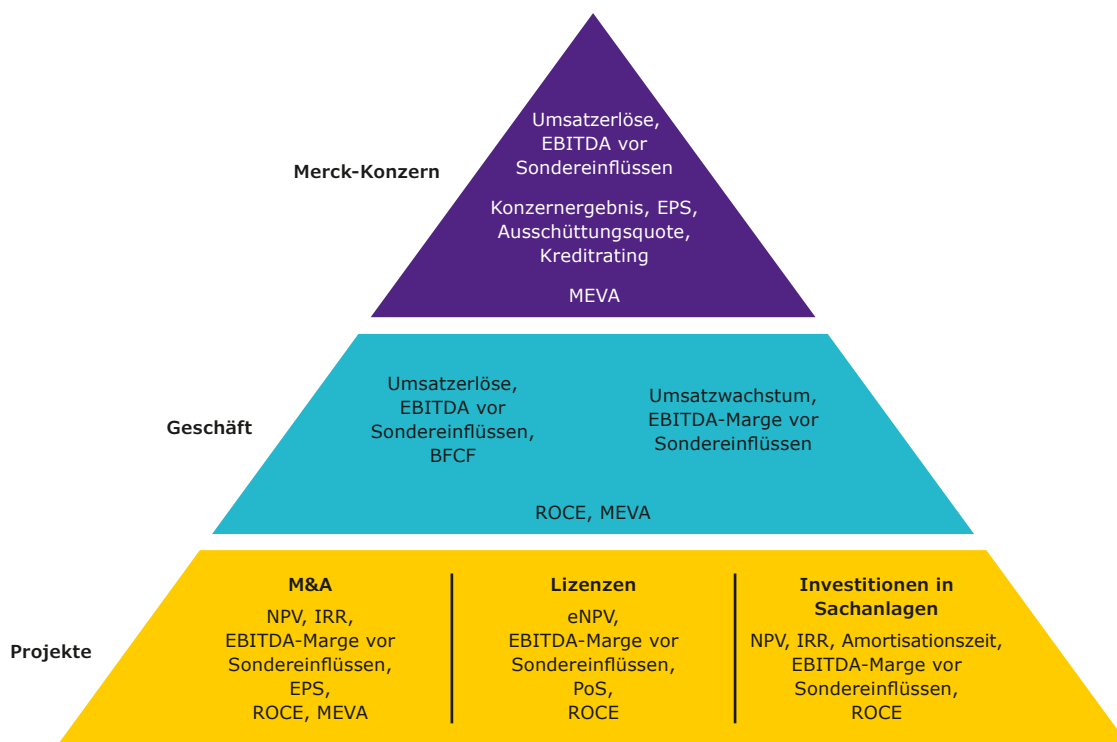 Merck-Konzern
Umsatzerlöse,
EBITDA vor
Sondereinflüssen
Konzernergebnis, EPS,
Ausschüttungsquote,
Kreditrating
MEVA
Geschäft
Umsatzerlöse,
EBITDA vor
Sondereinflüssen,
BFCF
Umsatzwachstum,
EBITDA-Marge vor
Sondereinflüssen
ROCE, MEVA
Projekte
M&A
NPV, IRR,
EBITDA-Marge vor
Sondereinflüssen,
EPS,
ROCE, MEVA
Lizenzen
eNPV,
EBITDA-Marge vor
Sondereinflüssen,
PoS,
ROCE
Investitionen in
Sachanlagen
NPV, IRR, Amortisationszeit,
EBITDA-Marge vor
Sondereinflüssen,
ROCE